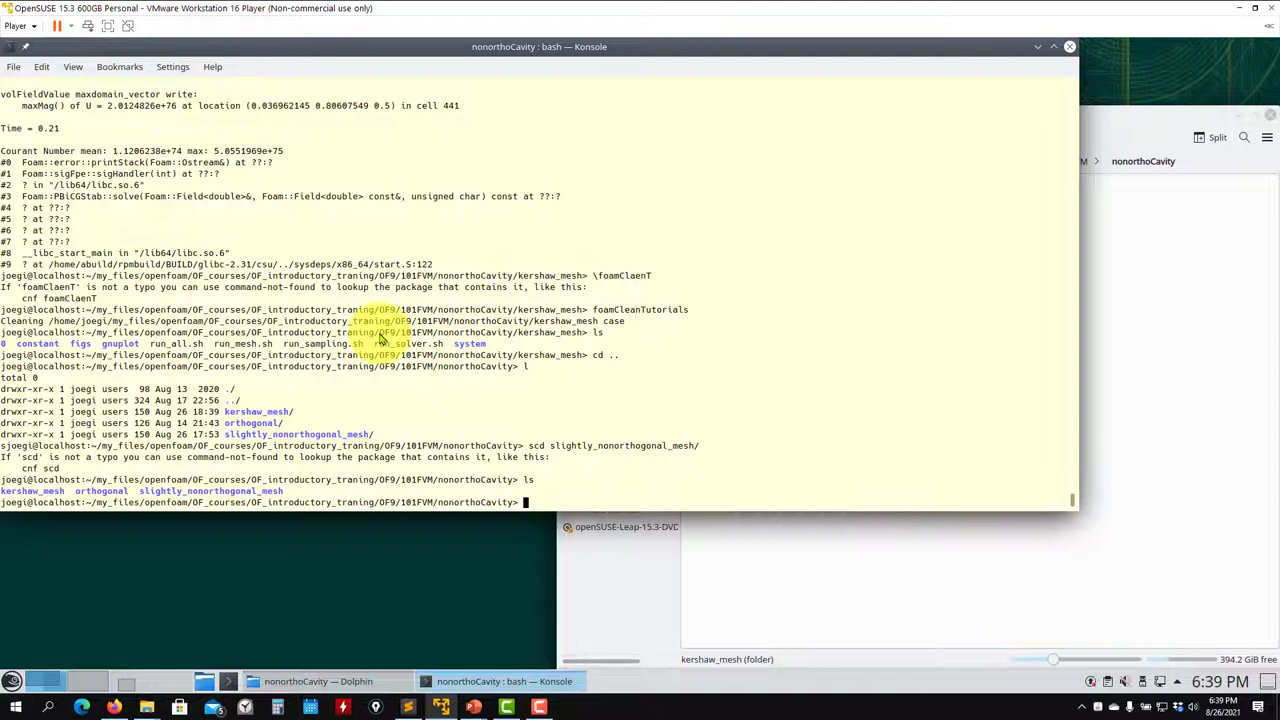 OpenSUSE 15.3 600GB Personal - VMware Workstation 16 Player (Non-commercial use only)
Player
nonorthoCavity : bash — Konsole
File Edit View Bookmarks Settings Help
volFieldValue maxdomain_vector write:
maxMag() of U = 2.0124826e+76 at location (0.036962145 0.80607549 0.5) in cell 441
Time = 0.21
Courant Number mean: 1.1206238e+74 max: 5.0551969e+75
#0 Foam::error::printStack(Foam::Ostream&) at ??:?
#1 Foam::sigFpe::sigHandler(int) at ??:?
#2 ? in "/lib64/libc.so.6"
#3 Foam::PBiCGStab::solve(Foam::Field<double>&, Foam::Field<double> const&, unsigned char) const at ??:?
#4 ? at ??:?
#5 ? at ??:?
#6 ? at ??:?
#7 ? at ??:?
#8 __libc_start_main in "/lib64/libc.so.6"
#9 ? at /home/abuild/rpmbuild/BUILD/glibc-2.31/csu/../sysdeps/x86_64/start.S:122
joegi@localhost:~/my_files/openfoam/OF_courses/OF_introductory_traning/OF9/101FVM/nonorthoCavity/kershaw_mesh> \foamClaenT
If 'foamClaenT' is not a typo you can use command-not-found to lookup the package that contains it, like this:
cnf foamClaenT
joegi@localhost:~/my_files/openfoam/OF_courses/OF_introductory_traning/OF9/101FVM/nonorthoCavity/kershaw_mesh> foamCleanTutorials
Cleaning /home/joegi/my_files/openfoam/OF_courses/OF_introductory_traning/OF9/101FVM/nonorthoCavity/kershaw_mesh case
joegi@localhost:~/my_files/openfoam/OF_courses/OF_introductory_traning/OF9/101FVM/nonorthoCavity/kershaw_mesh> ls
0 constant figs gnuplot run_all.sh run_mesh.sh run_sampling.sh run_solver.sh system
joegi@localhost:~/my_files/openfoam/OF_courses/OF_introductory_traning/OF9/101FVM/nonorthoCavity/kershaw_mesh> cd ..
joegi@localhost:~/my_files/openfoam/OF_courses/OF_introductory_traning/OF9/101FVM/nonorthoCavity> l
total 0
drwxr-xr-x 1 joegi users 98 Aug 13 2020 ./
drwxr-xr-x 1 joegi users 324 Aug 17 22:56 ../
drwxr-xr-x 1 joegi users 150 Aug 26 18:39 kershaw_mesh/
drwxr-xr-x 1 joegi users 126 Aug 14 21:43 orthogonal/
drwxr-xr-x 1 joegi users 150 Aug 26 17:53 slightly_nonorthogonal_mesh/
sjoegi@localhost:~/my_files/openfoam/OF_courses/OF_introductory_traning/OF9/101FVM/nonorthoCavity> scd slightly_nonorthogonal_mesh/
If 'scd' is not a typo you can use command-not-found to lookup the package that contains it, like this:
cnf scd
joegi@localhost:~/my_files/openfoam/OF_courses/OF_introductory_traning/OF9/101FVM/nonorthoCavity> ls
kershaw_mesh orthogonal slightly_nonorthogonal_mesh
joegi@localhost:~/my_files/openfoam/OF_courses/OF_introductory_traning/OF9/101FVM/nonorthoCavity>
Split
M > nonorthoCavity
openSUSE-Leap-15.3-DVD
kershaw_mesh (folder)
394.2 GiB free
nonorthoCavity — Dolphin
nonorthoCavity : bash — Konsole
6:39 PM
6:39 PM
8/26/2021